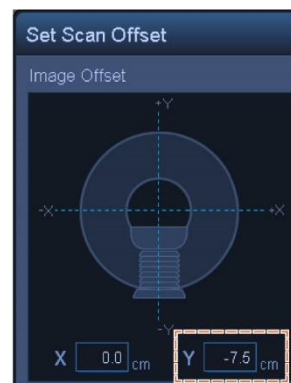 Set Scan Offset
Image Offset
+Y
-X
+X
-Y
X 0.0 cm Y -7.5 cm